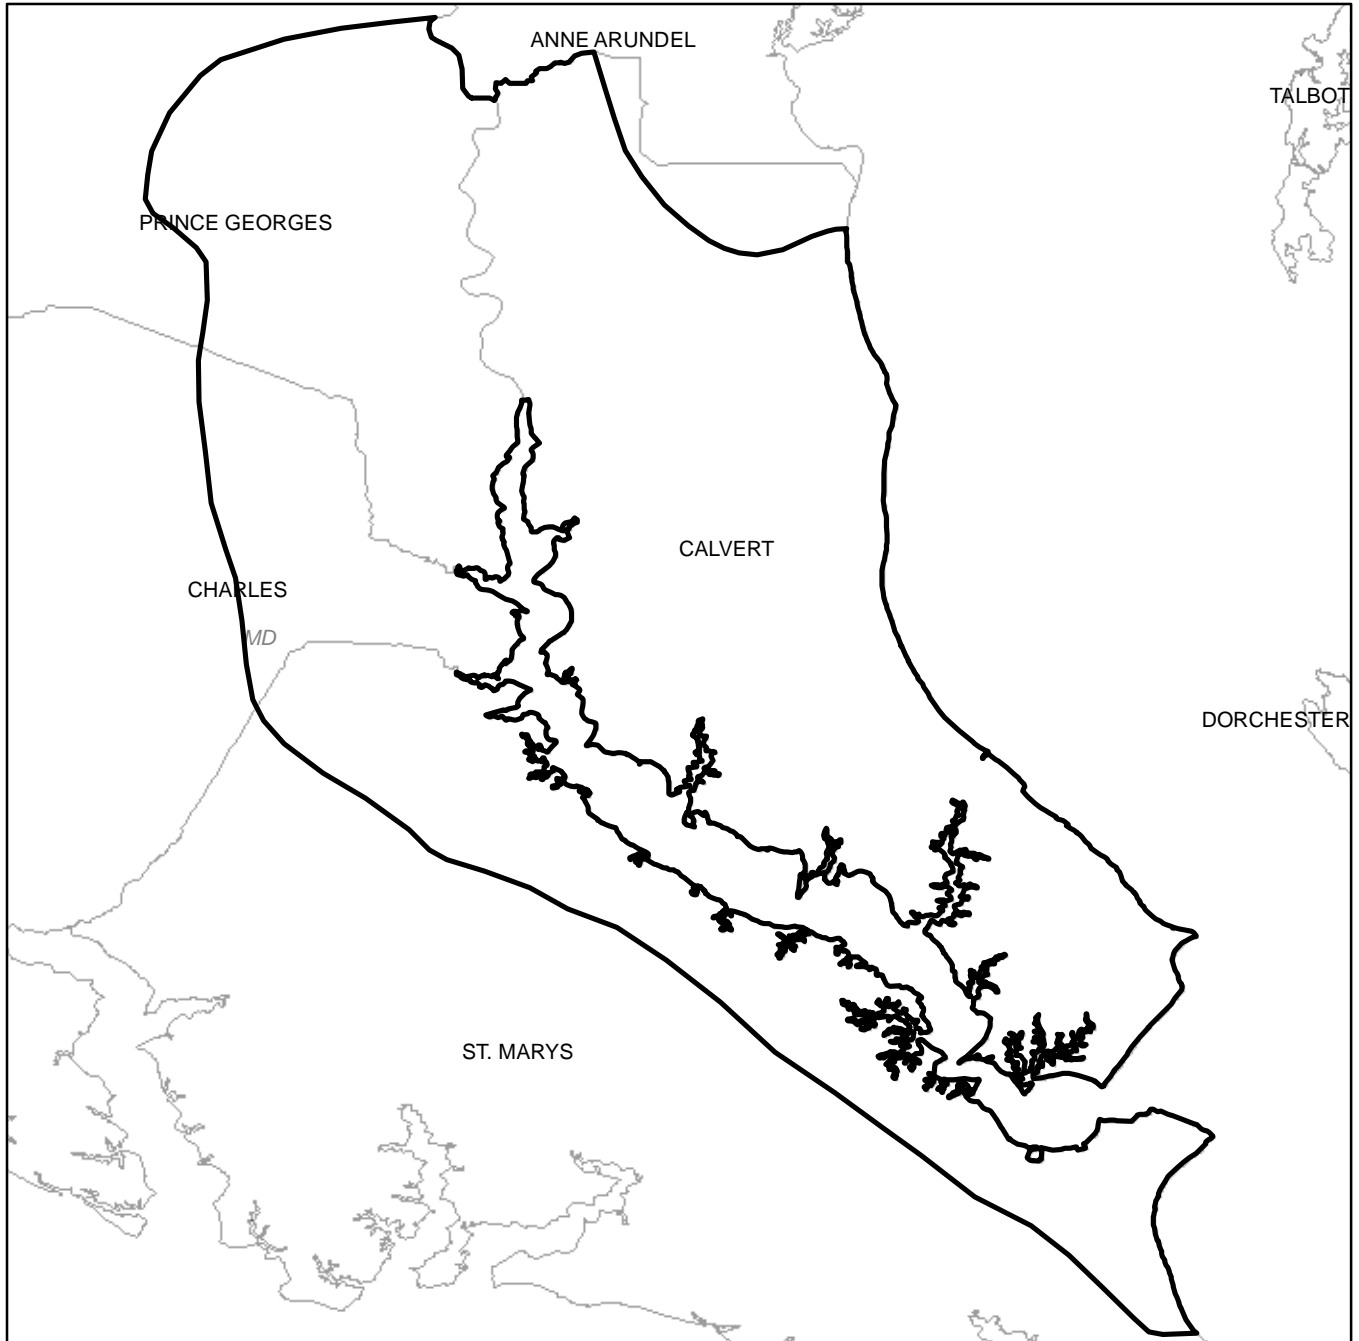 ANNE ARUNDEL
TALBOT
PRINCE GEORGES
CALVERT
CHARLES
MD
DORCHESTER
ST. MARYS